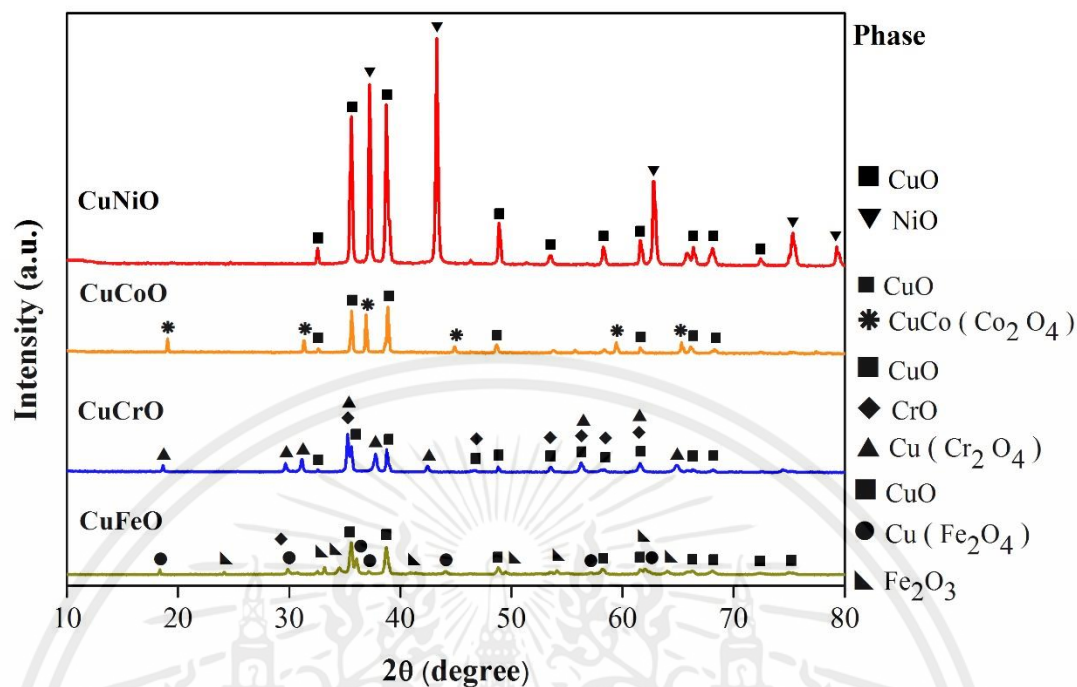 Phase
CuNiO
CuO
NiO
CuCoO
CuO
CuCo ( Co₂ O₄ )
CuCrO
CuO
CrO
Cu ( Cr₂ O₄ )
CuFeO
CuO
Cu ( Fe₂O₄ )
Fe₂O₃
Intensity (a.u.)
10 20 30 40 50 60 70 80
2θ (degree)